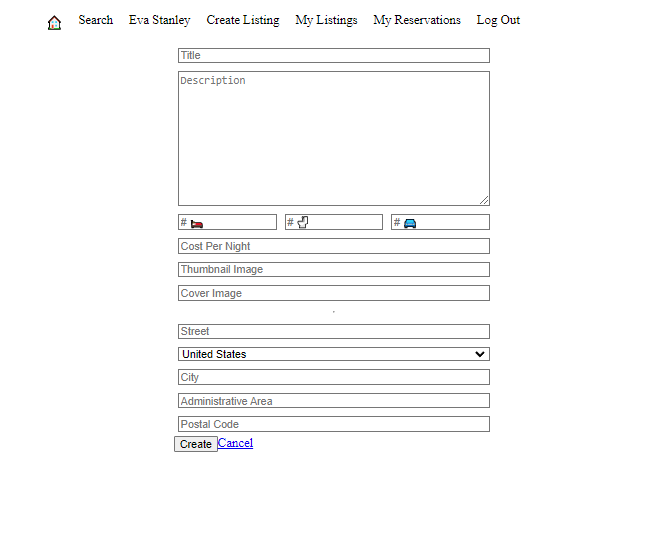 Search Eva Stanley Create Listing My Listings My Reservations Log Out
Title
Description
# # #
Cost Per Night
Thumbnail Image
Cover Image
Street
United States
City
Administrative Area
Postal Code
Create Cancel